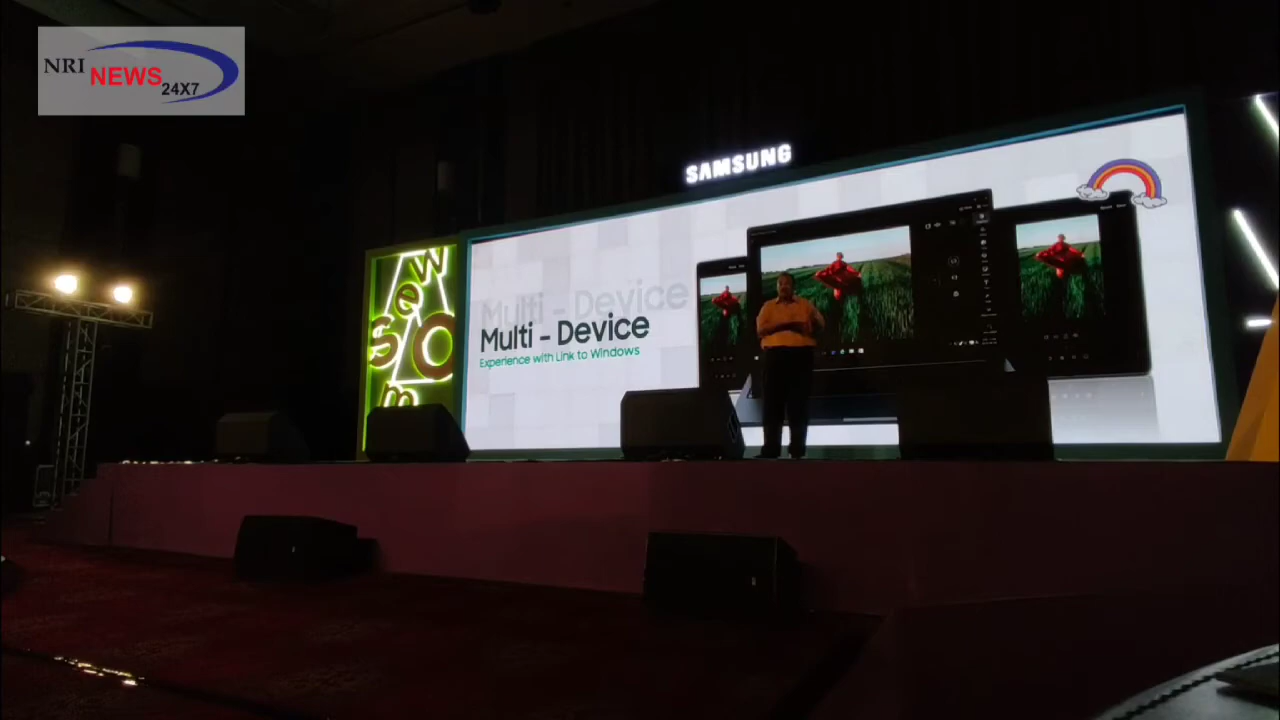 NRI NEWS 24X7
SAMSUNG
Multi - Device
Multi - Device
Experience with Link to Windows